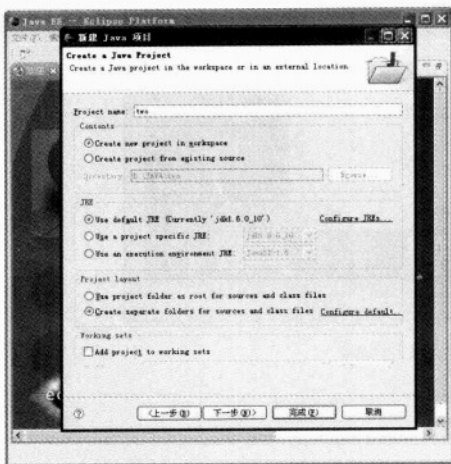 Java EE -- Eclipse Platform
新建 Java 项目
Create a Java Project
Create a Java project in the workspace or in an external location.
Project name: two
Contents
Create new project in workspace
Create project from existing source
Directory:
Browse
JRE
Use default JRE (Currently 'jdk1.6.0_10')
Configure JREs...
Use a project specific JRE:
jdk1.6.0_10
Use an execution environment JRE:
Project layout
Use project folder as root for sources and class files
Create separate folders for sources and class files
Configure default...
Working sets
Add project to working sets
<上一步(B)
下一步(N)>
完成(F)
取消